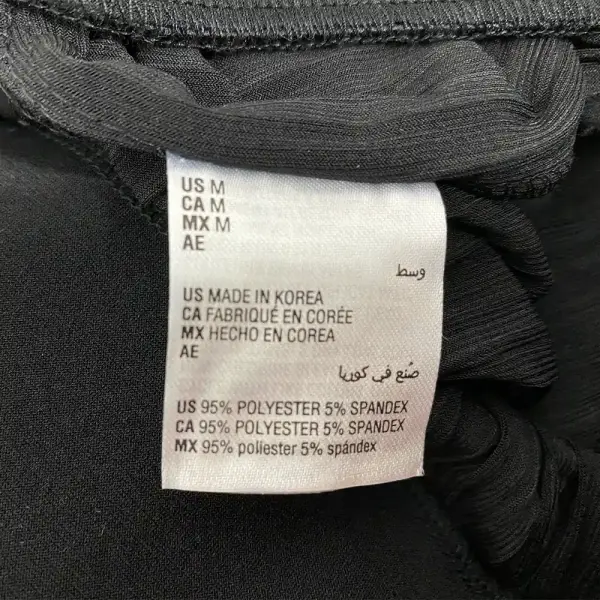 US M
CA M
MX M
AE
وسط
US MADE IN KOREA
CA FABRIQUÉ EN CORÉE
MX HECHO EN COREA
AE
صُنع في كوريا
US 95% POLYESTER 5% SPANDEX
CA 95% POLYESTER 5% SPANDEX
MX 95% poliester 5% spándex